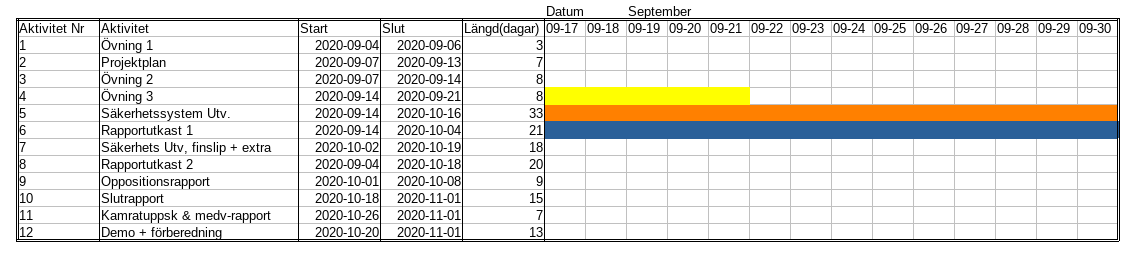 Datum September
Aktivitet Nr Aktivitet Start Slut Längd(dagar) 09-17 09-18 09-19 09-20 09-21 09-22 09-23 09-24 09-25 09-26 09-27 09-28 09-29 09-30
1 Övning 1 2020-09-04 2020-09-06 3
2 Projektplan 2020-09-07 2020-09-13 7
3 Övning 2 2020-09-07 2020-09-14 8
4 Övning 3 2020-09-14 2020-09-21 8
5 Säkerhetssystem Utv. 2020-09-14 2020-10-16 33
6 Rapportutkast 1 2020-09-14 2020-10-04 21
7 Säkerhets Utv, finslip + extra 2020-10-02 2020-10-19 18
8 Rapportutkast 2 2020-09-04 2020-10-18 20
9 Oppositionsrapport 2020-10-01 2020-10-08 9
10 Slutrapport 2020-10-18 2020-11-01 15
11 Kamratuppsk & medv-rapport 2020-10-26 2020-11-01 7
12 Demo + förberedning 2020-10-20 2020-11-01 13